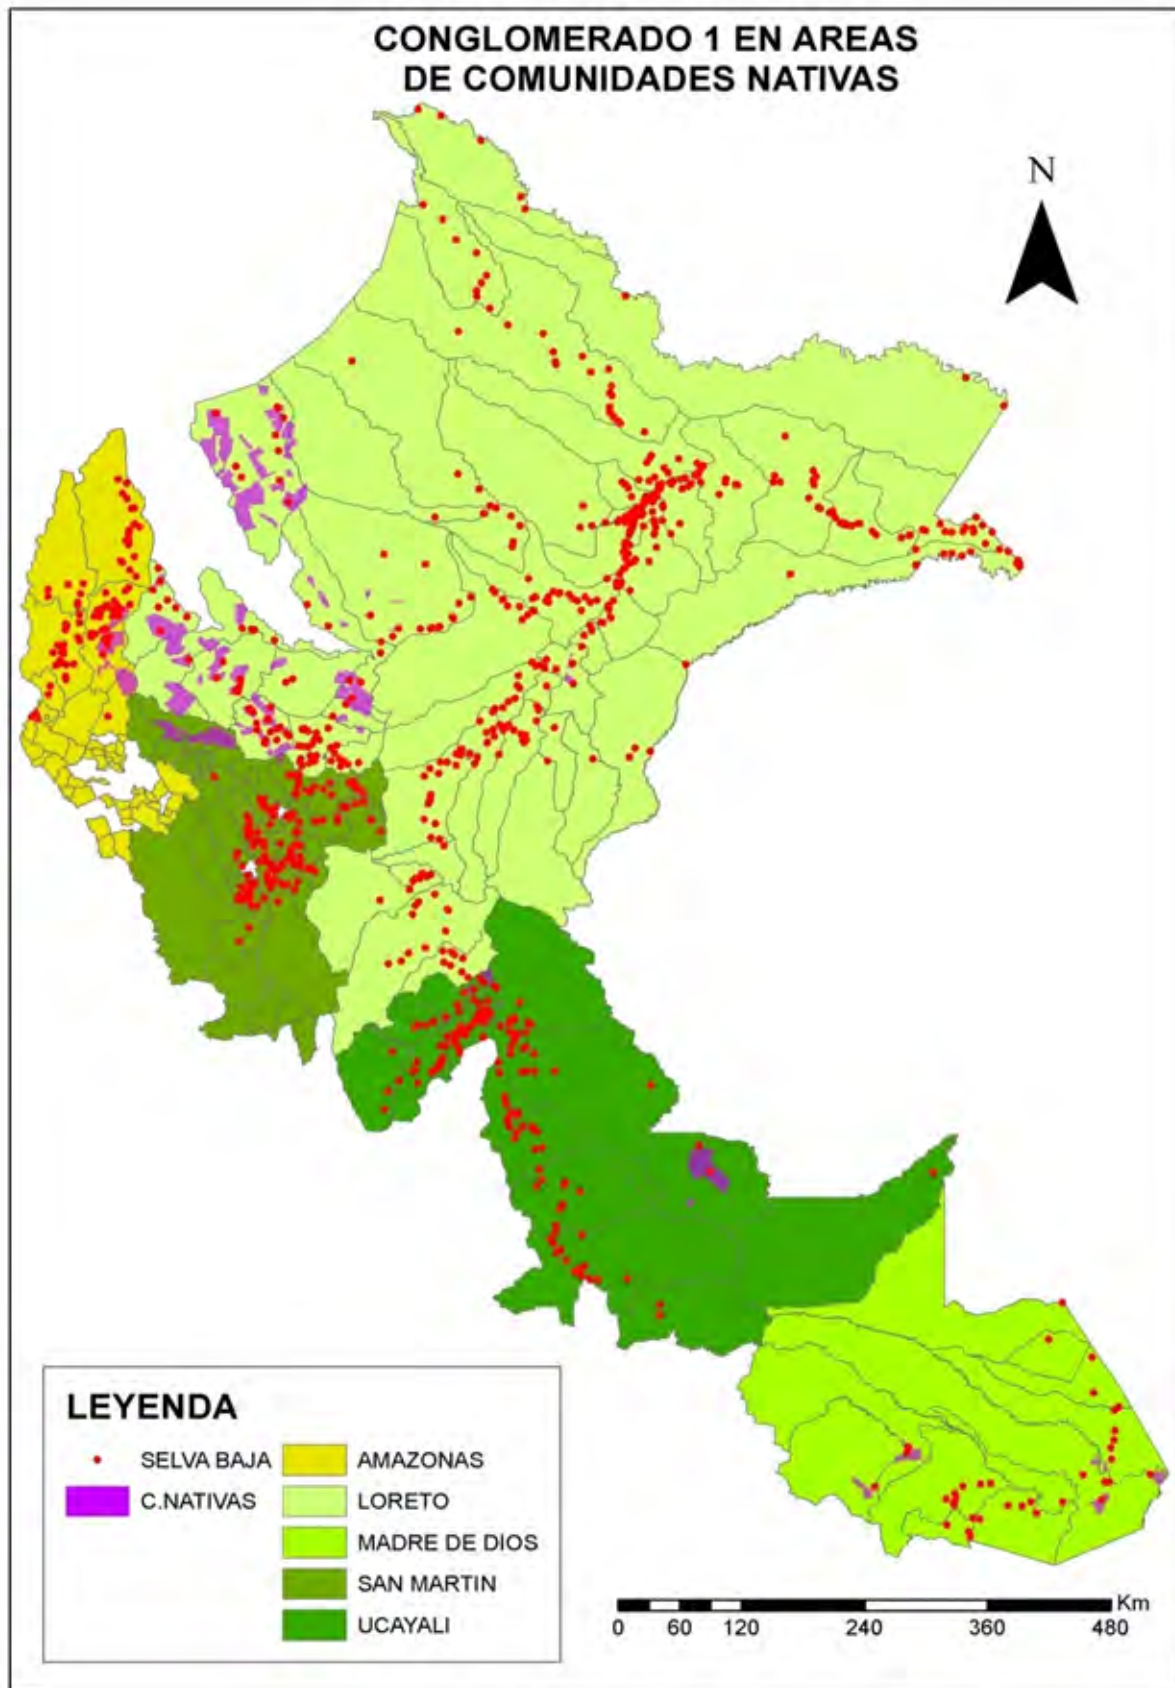 CONGLOMERADO 1 EN AREAS
DE COMUNIDADES NATIVAS
N
LEYENDA
SELVA BAJA
C.NATIVAS
AMAZONAS
LORETO
MADRE DE DIOS
SAN MARTIN
UCAYALI
Km
0 60 120 240 360 480